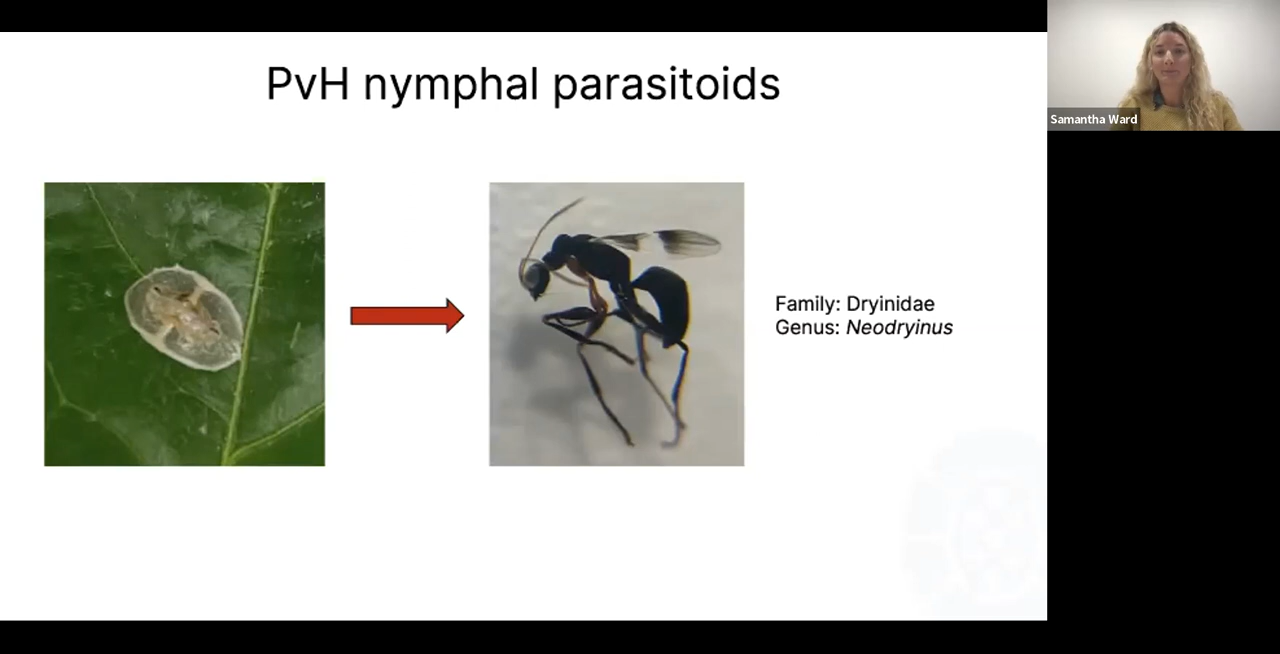 PvH nymphal parasitoids
Samantha Ward
Family: Dryinidae
Genus: Neodryinus